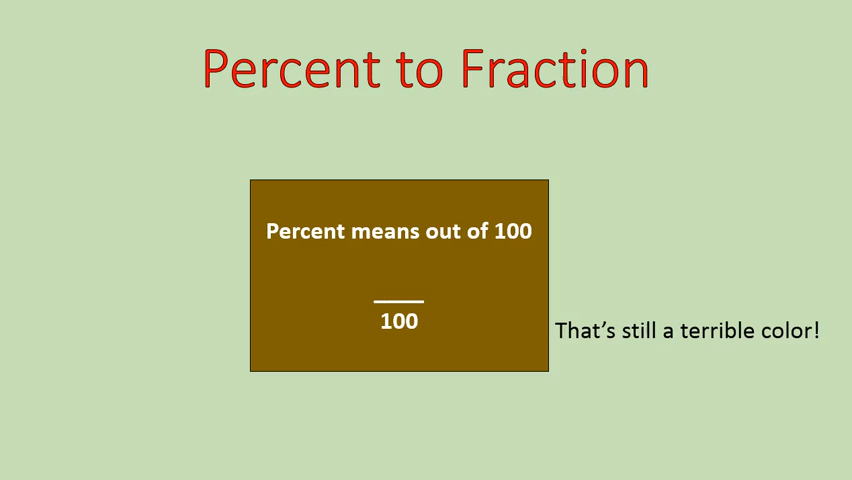 Percent to Fraction
Percent means out of 100
100
That's still a terrible color!